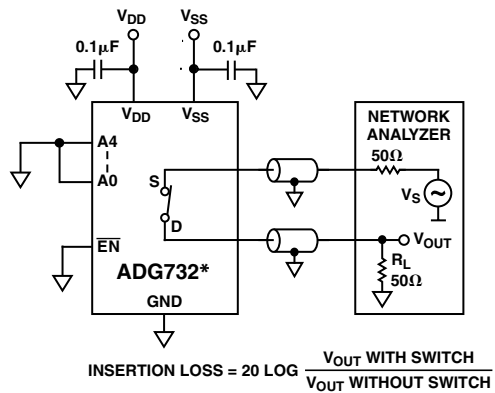 VDD
VSS
0.1µF
0.1µF
VDD
VSS
A4
A0
S
D
EN
ADG732*
GND
NETWORK
ANALYZER
50Ω
VS
VOUT
RL
50Ω
INSERTION LOSS = 20 LOG VOUT WITH SWITCH
VOUT WITHOUT SWITCH